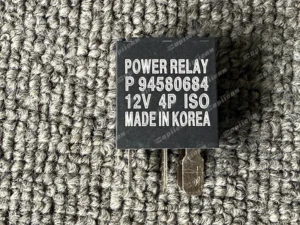 POWER RELAY
P 94580684
12V 4P ISO
MADE IN KOREA